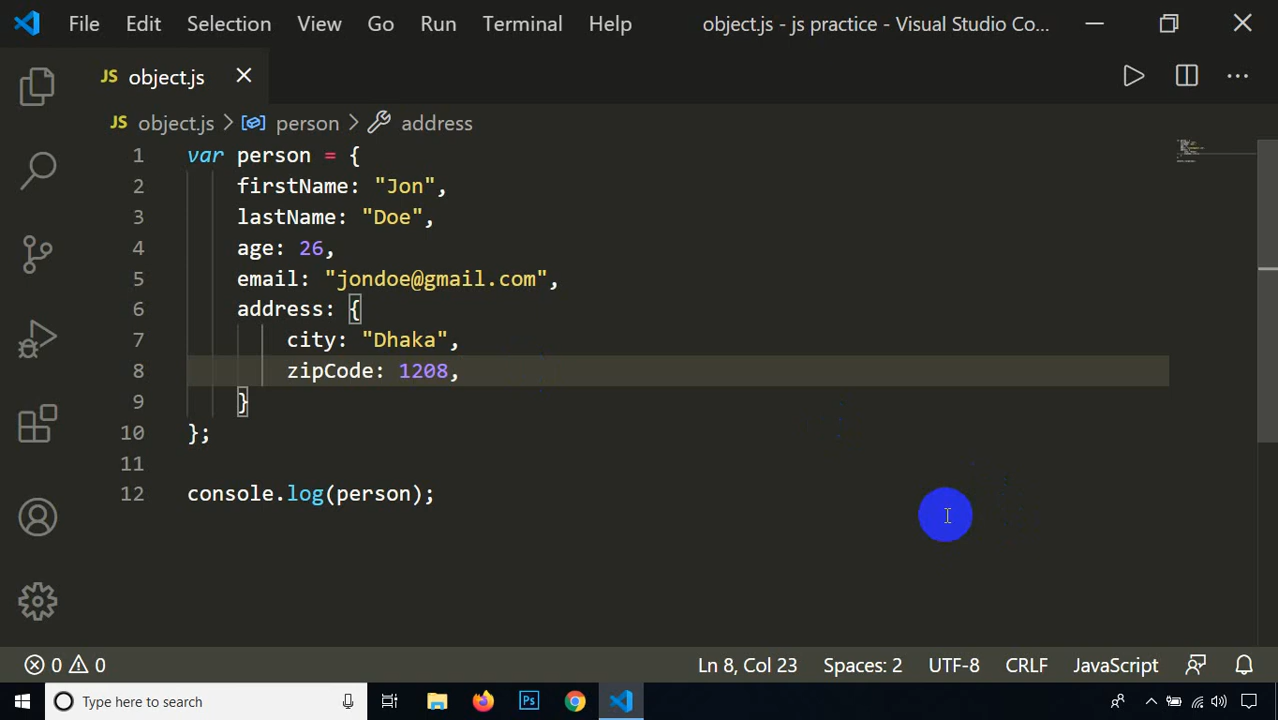 File Edit Selection View Go Run Terminal Help object.js - js practice - Visual Studio Co...
JS object.js
JS object.js > person > address
1 var person = {
2 firstName: "Jon",
3 lastName: "Doe",
4 age: 26,
5 email: "jondoe@gmail.com",
6 address: {
7 city: "Dhaka",
8 zipCode: 1208,
9 }
10 };
11
12 console.log(person);
0 0 Ln 8, Col 23 Spaces: 2 UTF-8 CRLF JavaScript
Type here to search Ps